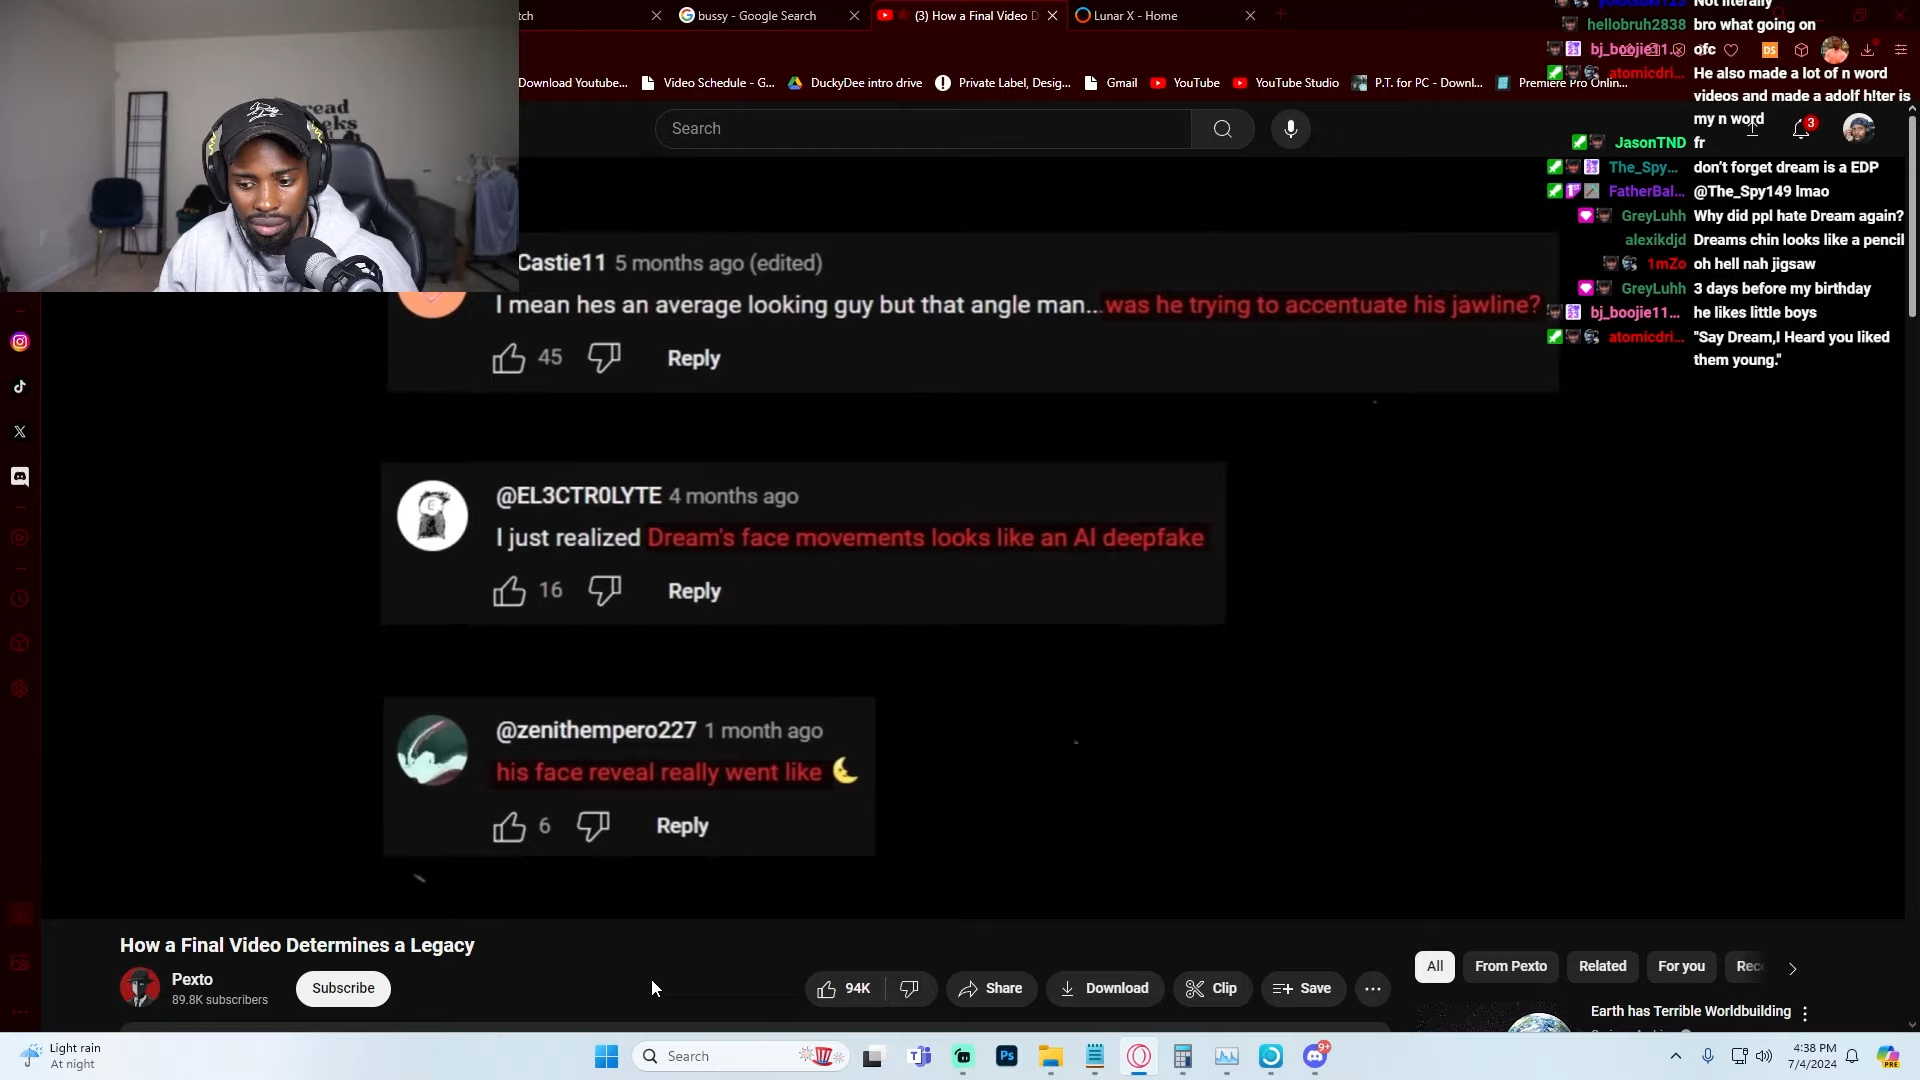 tch
bussy - Google Search
(3) How a Final Video D
Lunar X - Home
Download Youtube...
Video Schedule - G...
DuckyDee intro drive
Private Label, Desig...
Gmail
YouTube
YouTube Studio
P.T. for PC - Downl...
Premiere Pro Onlin...
DS
Search
3
Not literally
hellobruh2838 bro what going on
bj_boojie11... ofc
atomicdri... He also made a lot of n word
videos and made a adolf h!ter is
my n word
JasonTND fr
The_Spy... don't forget dream is a EDP
FatherBal... @The_Spy149 lmao
GreyLuhh Why did ppl hate Dream again?
alexikdjd Dreams chin looks like a pencil
1mZo oh hell nah jigsaw
GreyLuhh 3 days before my birthday
bj_boojie11... he likes little boys
atomicdri... "Say Dream,I Heard you liked
them young."
Castie11 5 months ago (edited)
I mean hes an average looking guy but that angle man...was he trying to accentuate his jawline?
45 Reply
@EL3CTR0LYTE 4 months ago
I just realized Dream's face movements looks like an AI deepfake
16 Reply
@zenithempero227 1 month ago
his face reveal really went like 🌜
6 Reply
How a Final Video Determines a Legacy
Pexto
89.8K subscribers
Subscribe
94K
Share
Download
Clip
Save
All
From Pexto
Related
For you
Rec
Earth has Terrible Worldbuilding
Light rain
At night
Search
Ps
9+
4:38 PM
7/4/2024
PRE